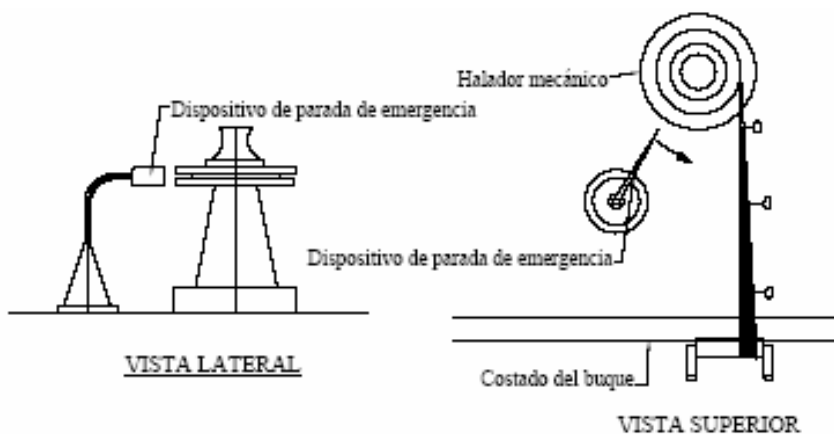 Halador mecánico
Dispositivo de parada de emergencia
Dispositivo de parada de emergencia
Costado del buque
VISTA LATERAL
VISTA SUPERIOR